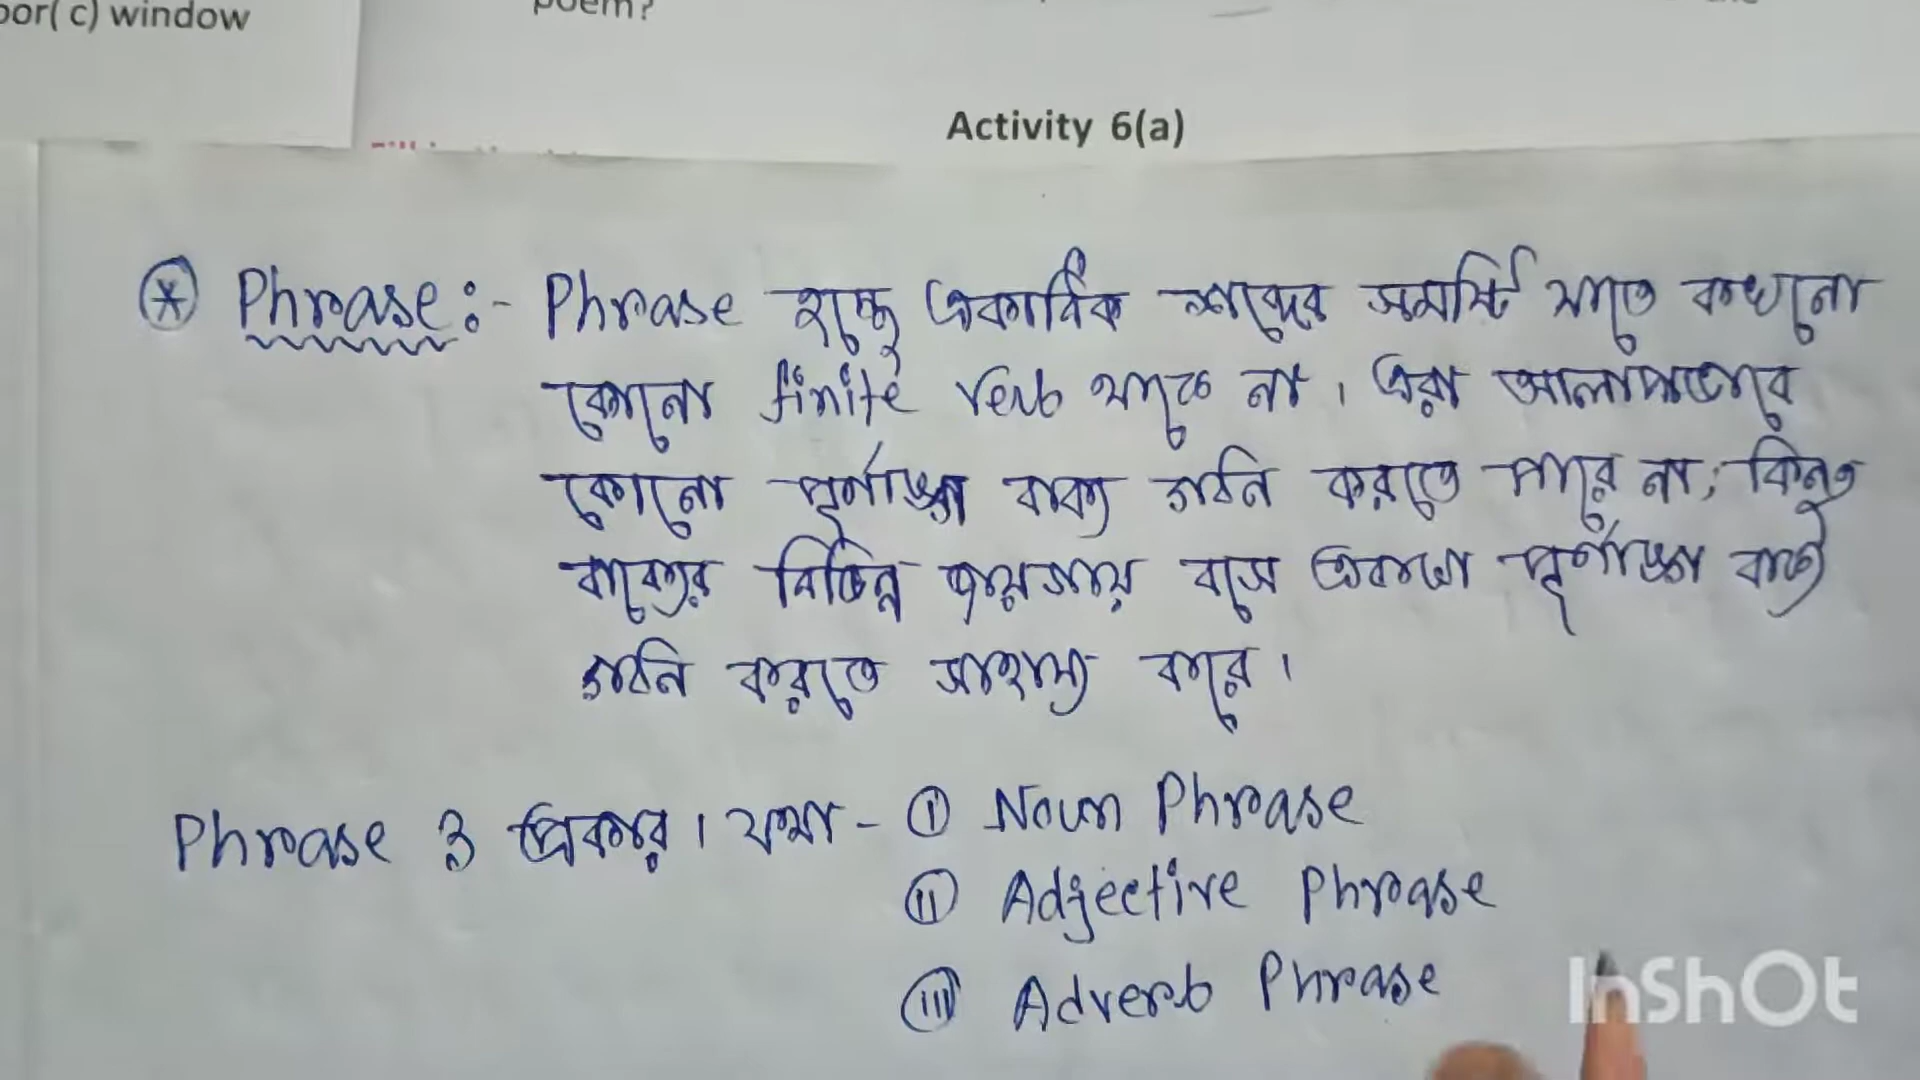 oor( c) window
poem?
Activity 6(a)
Phrase :- Phrase হচ্ছে একাধিক শব্দের সমষ্টি যাতে কখনো
কোনো finite verb থাকে না। এরা আলাদাভাবে
কোনো পূর্ণাঙ্গ বাক্য গঠন করতে পারে না; কিন্তু
বাক্যের বিভিন্ন জায়গায় বসে একটা পূর্ণাঙ্গ বাক্য
গঠন করতে সাহায্য করে।
Phrase 3 প্রকার। যথা - (i) Noun Phrase
(ii) Adjective Phrase
(iii) Adverb Phrase
InShOt